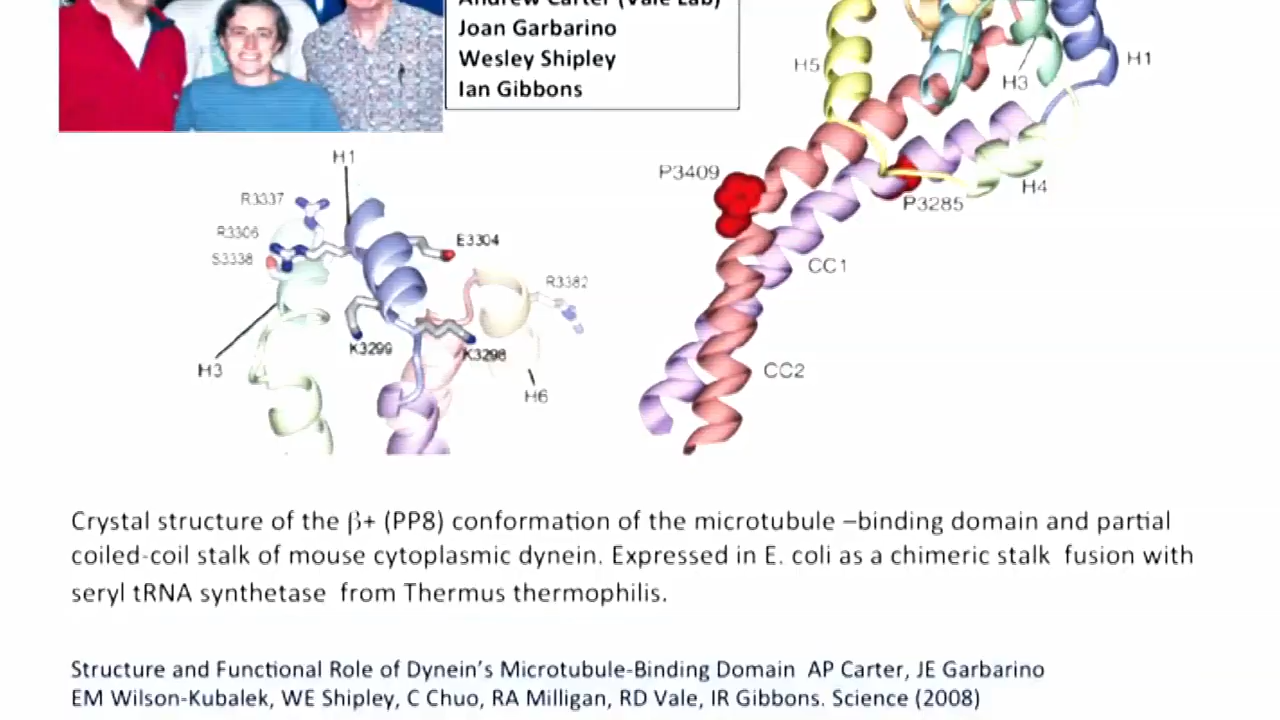 Andrew Carter (Vale Lab)
Joan Garbarino
Wesley Shipley
Ian Gibbons
H5
H3
H1
P3409
H4
P3285
CC1
CC2
H1
R3337
R3306
S3338
E3304
R3382
K3299
K3298
H3
H6
Crystal structure of the β+ (PP8) conformation of the microtubule –binding domain and partial
coiled-coil stalk of mouse cytoplasmic dynein. Expressed in E. coli as a chimeric stalk fusion with
seryl tRNA synthetase from Thermus thermophilis.
Structure and Functional Role of Dynein’s Microtubule-Binding Domain AP Carter, JE Garbarino
EM Wilson-Kubalek, WE Shipley, C Chuo, RA Milligan, RD Vale, IR Gibbons. Science (2008)